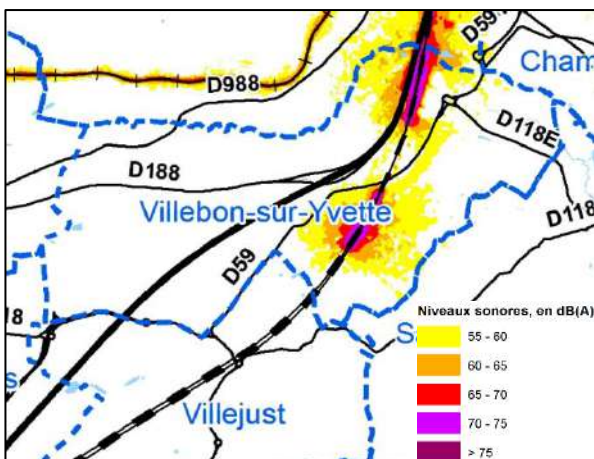 D59
Cham
D988
D118E
D188
Villebon-sur-Yvette
D118
D59
Niveaux sonores, en dB(A)
55 - 60
18
Sa
60 - 65
65 - 70
s
Villejust
70 - 75
> 75